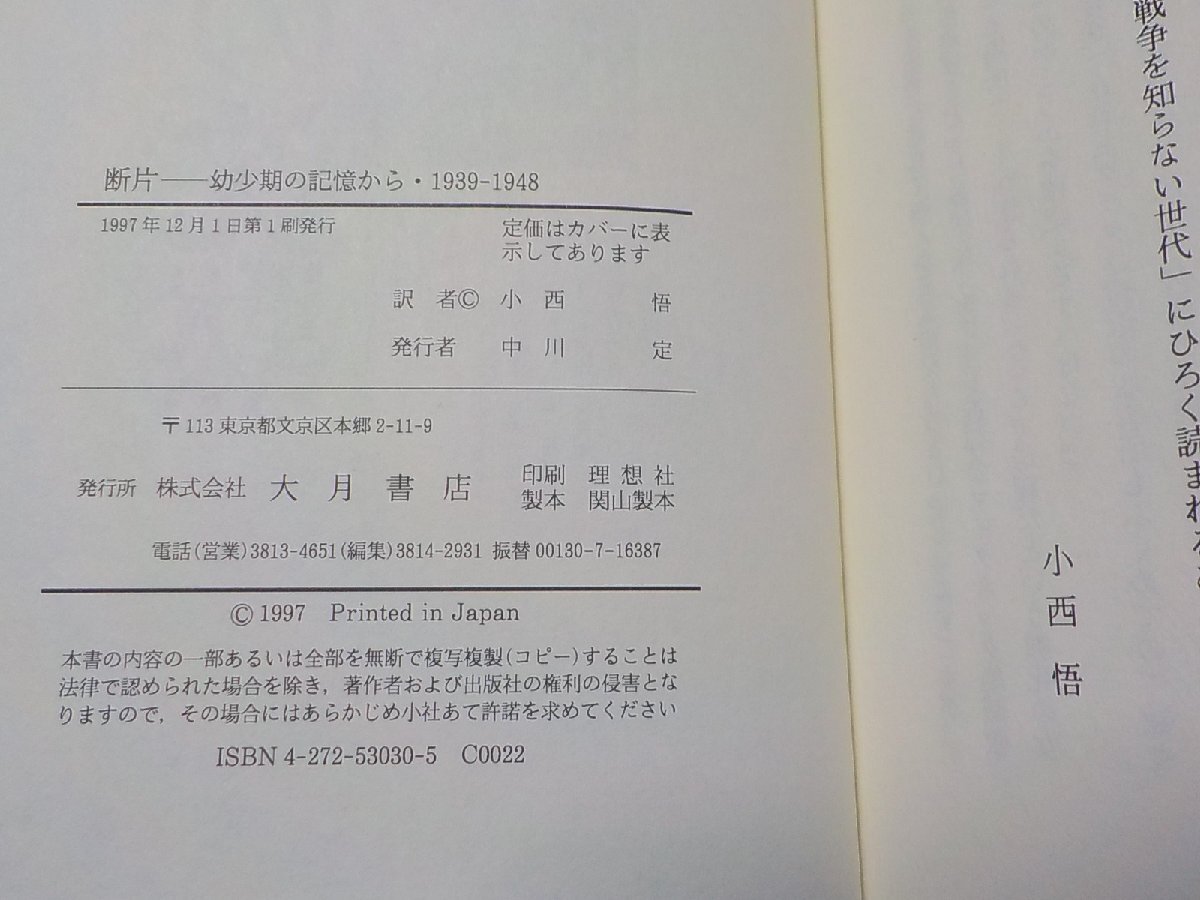 断片——幼少期の記憶から・1939-1948
1997年12月1日第1刷発行
定価はカバーに表
示してあります
訳 者© 小 西 悟
発行者 中 川 定
〒113 東京都文京区本郷2-11-9
発行所 株式会社 大 月 書 店
印刷 理 想 社
製本 関山製本
電話(営業)3813-4651(編集)3814-2931 振替00130-7-16387
© 1997 Printed in Japan
本書の内容の一部あるいは全部を無断で複写複製(コピー)することは
法律で認められた場合を除き，著作者および出版社の権利の侵害とな
りますので，その場合にはあらかじめ小社あて許諾を求めてください
ISBN 4-272-53030-5 C0022
戦争を知らない世代」にひろく読まれる
小 西 悟